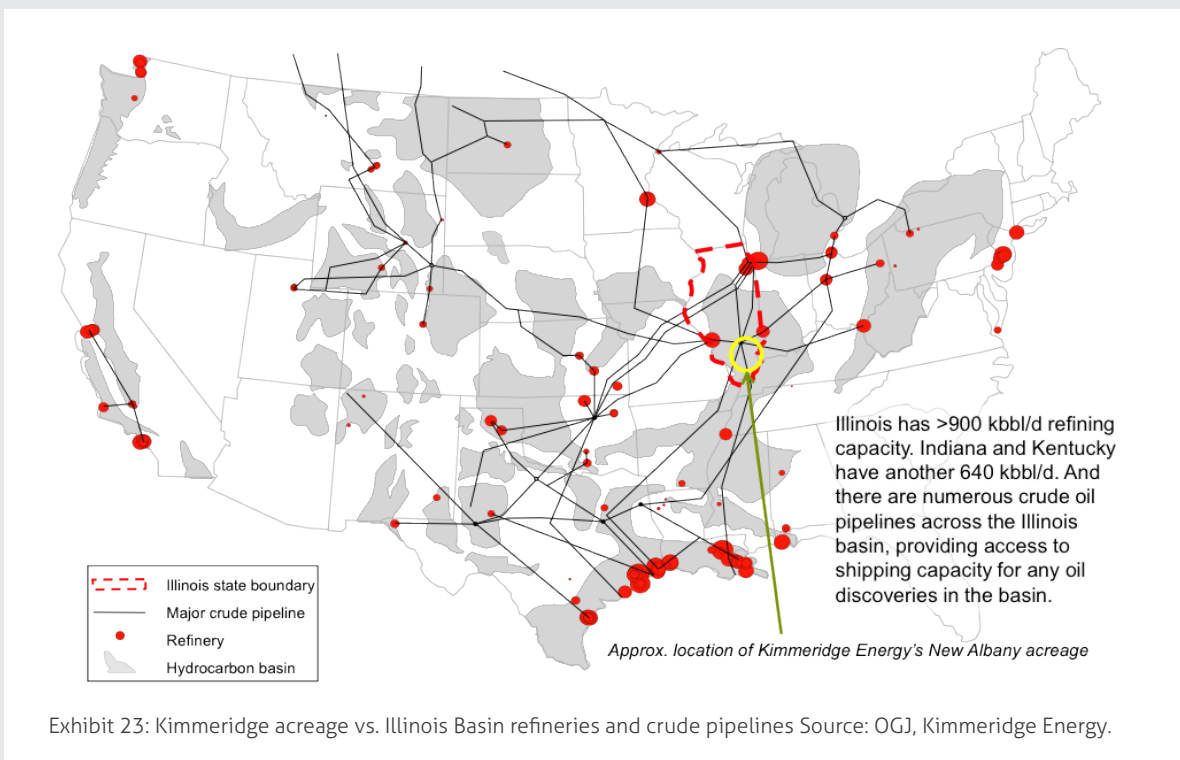 Illinois has >900 kbbl/d refining
capacity. Indiana and Kentucky
have another 640 kbbl/d. And
there are numerous crude oil
pipelines across the Illinois
basin, providing access to
shipping capacity for any oil
discoveries in the basin.
Illinois state boundary
Major crude pipeline
Refinery
Hydrocarbon basin
Approx. location of Kimmeridge Energy's New Albany acreage
Exhibit 23: Kimmeridge acreage vs. Illinois Basin refineries and crude pipelines Source: OGJ, Kimmeridge Energy.